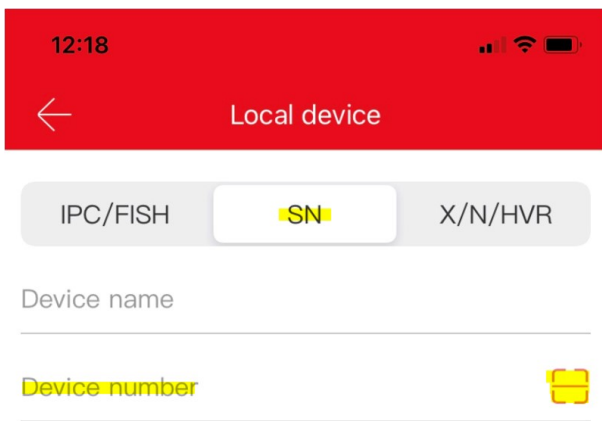 12:18
Local device
IPC/FISH SN X/N/HVR
Device name
Device number